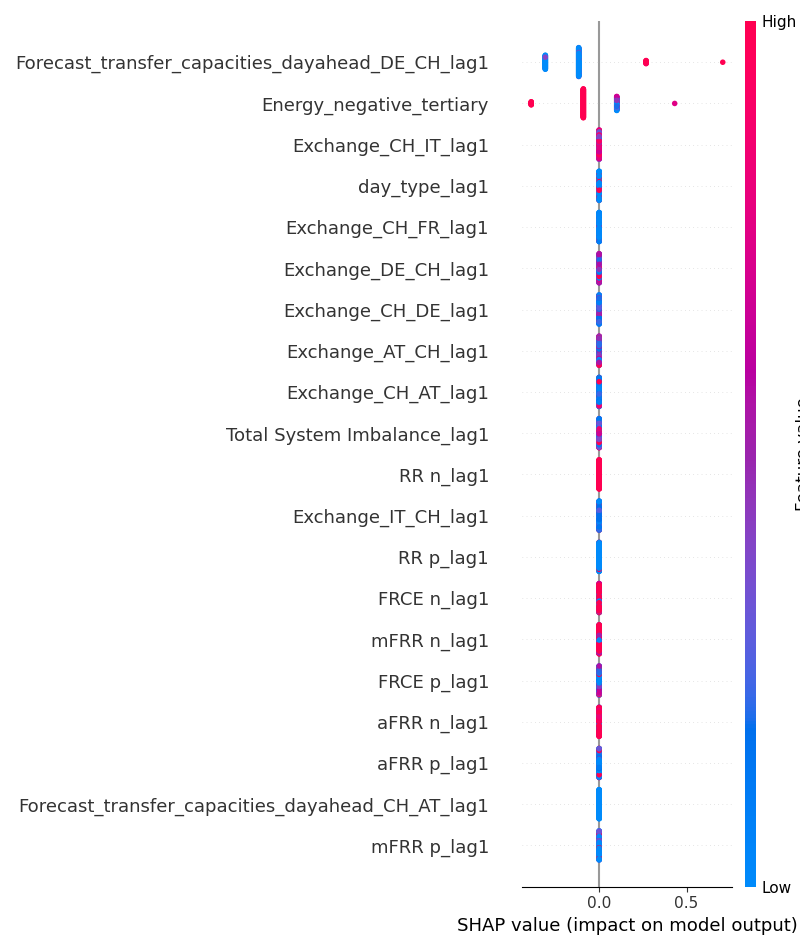 High
Forecast_transfer_capacities_dayahead_DE_CH_lag1
Energy_negative_tertiary
Exchange_CH_IT_lag1
day_type_lag1
Exchange_CH_FR_lag1
Exchange_DE_CH_lag1
Exchange_CH_DE_lag1
Exchange_AT_CH_lag1
Exchange_CH_AT_lag1
Total System Imbalance_lag1
RR n_lag1
Exchange_IT_CH_lag1
RR p_lag1
FRCE n_lag1
mFRR n_lag1
FRCE p_lag1
aFRR n_lag1
aFRR p_lag1
Forecast_transfer_capacities_dayahead_CH_AT_lag1
mFRR p_lag1
Low
0.0 0.5
SHAP value (impact on model output)